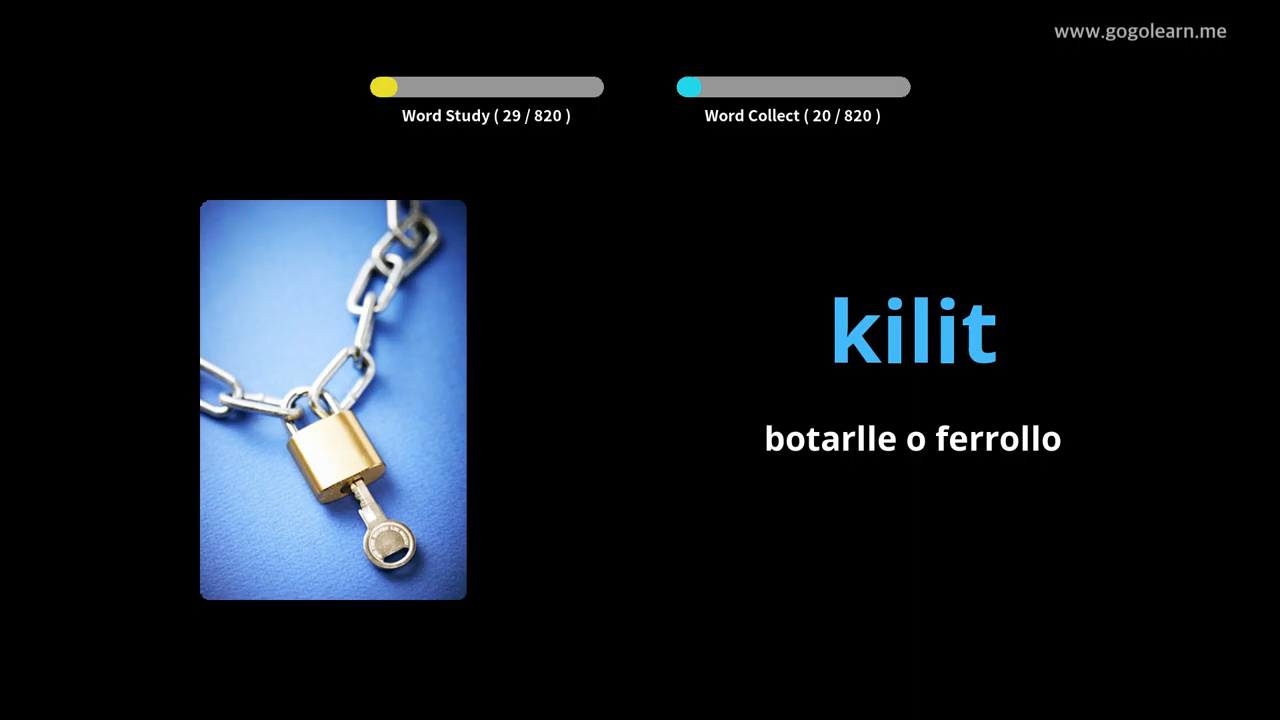 www.gogolearn.me
Word Study ( 29 / 820 )
Word Collect ( 20 / 820 )
kilit
botarlle o ferrollo